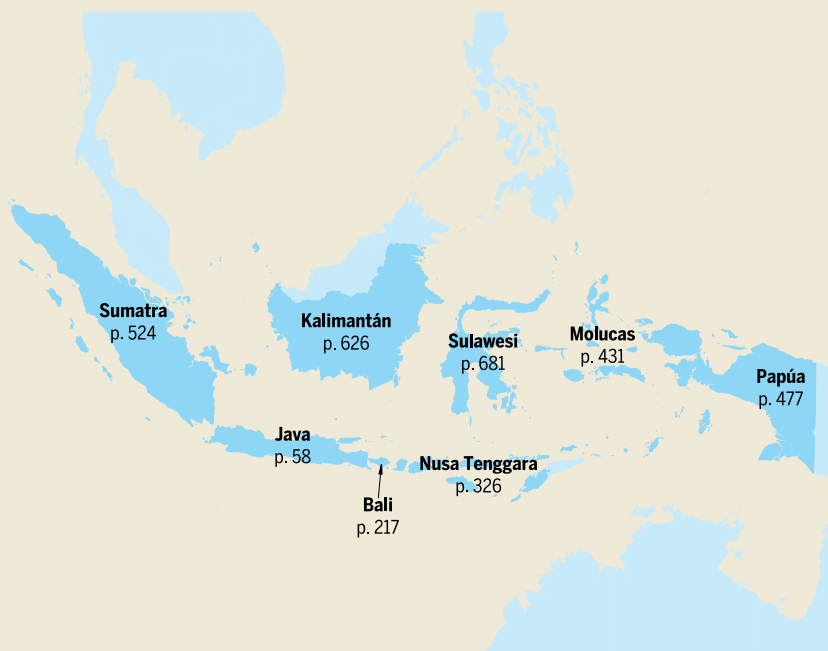 Sumatra
p. 524
Kalimantán
p. 626
Sulawesi
p. 681
Molucas
p. 431
Papúa
p. 477
Java
p. 58
Nusa Tenggara
p. 326
Bali
p. 217